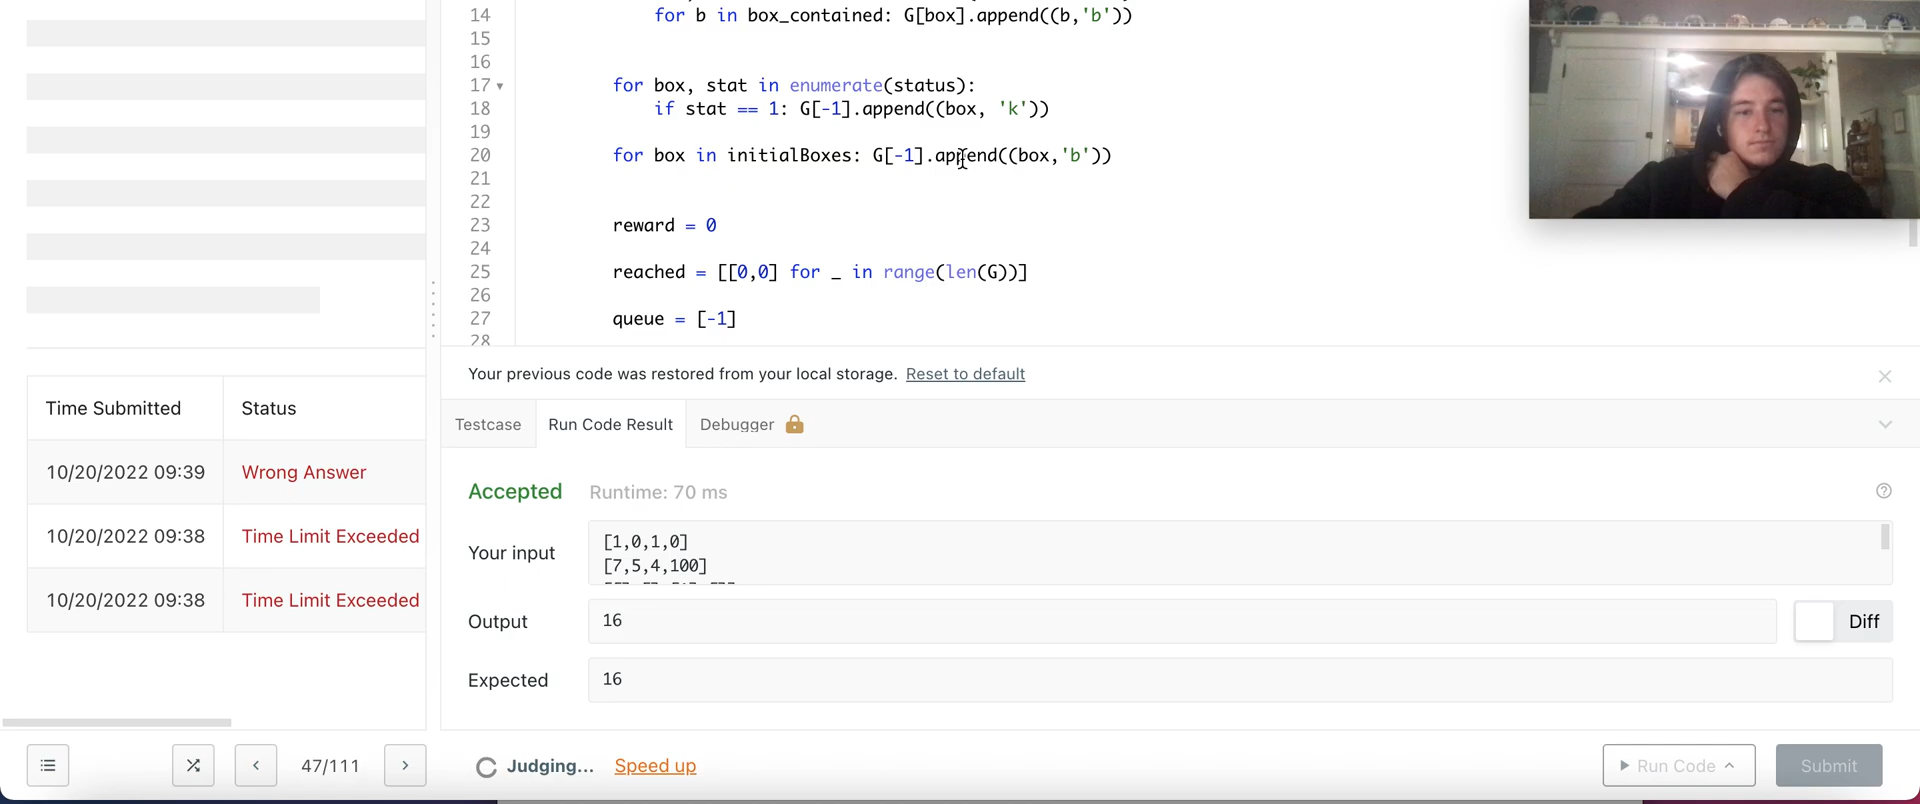 14 for b in box_contained: G[box].append((b,'b'))
15
16
17 for box, stat in enumerate(status):
18 if stat == 1: G[-1].append((box, 'k'))
19
20 for box in initialBoxes: G[-1].append((box,'b'))
21
22
23 reward = 0
24
25 reached = [[0,0] for _ in range(len(G))]
26
27 queue = [-1]
28
Your previous code was restored from your local storage. Reset to default
Testcase Run Code Result Debugger
Time Submitted Status
10/20/2022 09:39 Wrong Answer
10/20/2022 09:38 Time Limit Exceeded
10/20/2022 09:38 Time Limit Exceeded
Accepted Runtime: 70 ms
Your input
[1,0,1,0]
[7,5,4,100]
Output 16 Diff
Expected 16
47/111 Judging... Speed up Run Code Submit